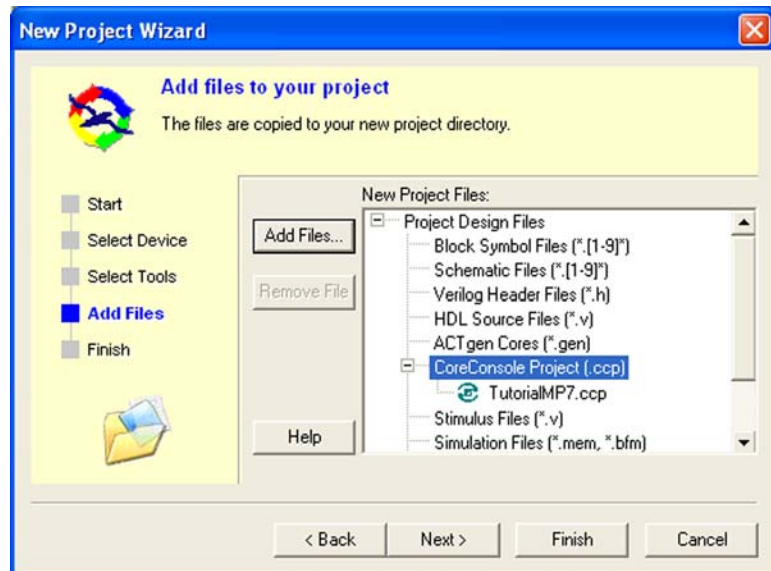 New Project Wizard
Add files to your project
The files are copied to your new project directory.
Start
Select Device
Select Tools
Add Files
Finish
Add Files...
Remove File
Help
New Project Files:
Project Design Files
Block Symbol Files (*.[1-9]*)
Schematic Files (*.[1-9]*)
Verilog Header Files (*.h)
HDL Source Files (*.v)
ACTgen Cores (*.gen)
CoreConsole Project (.ccp)
TutorialMP7.ccp
Stimulus Files (*.v)
Simulation Files (*.mem, *.bfm)
< Back
Next >
Finish
Cancel